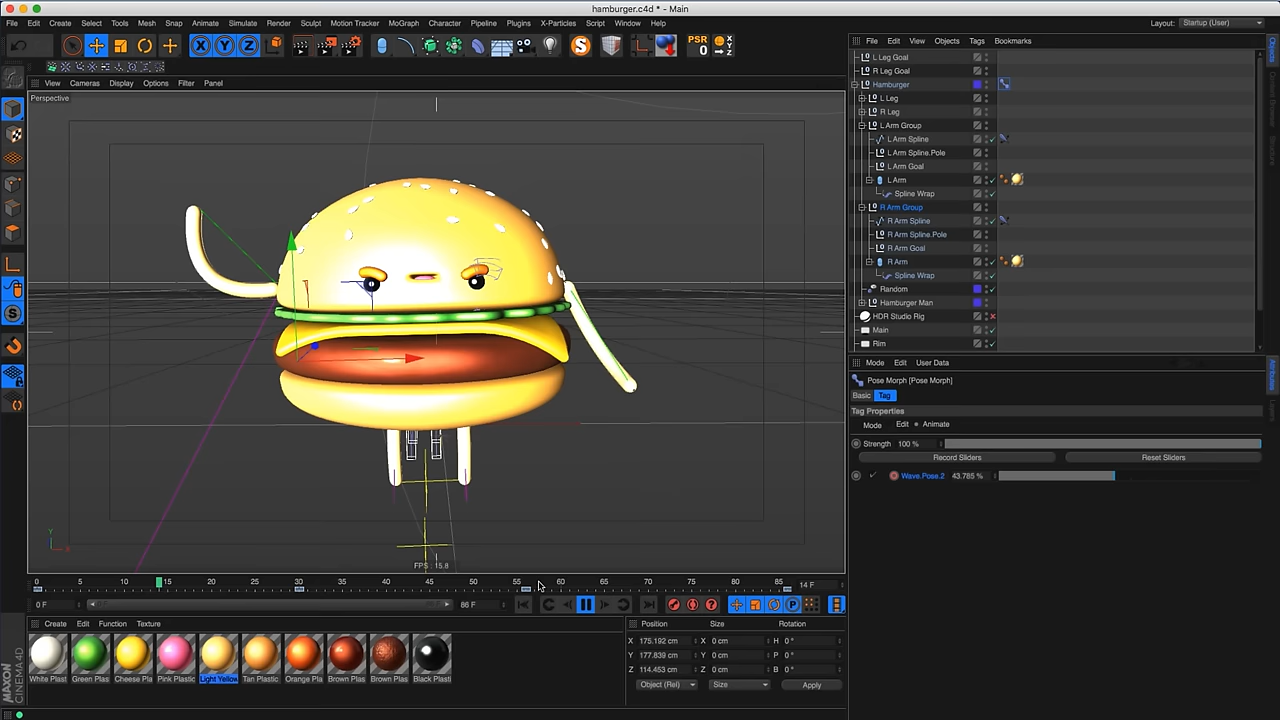 hamburger.c4d * - Main
File Edit Create Select Tools Mesh Snap Animate Simulate Render Sculpt Motion Tracker MoGraph Character Pipeline Plugins X-Particles Script Window Help
Layout: Startup (User)
X Y Z
PSR 0
View Cameras Display Options Filter Panel
Perspective
FPS : 15.8
0 5 10 15 20 25 30 35 40 45 50 55 60 65 70 75 80 85
14 F
0 F
86 F
Create Edit Function Texture
White Plast Green Plas Cheese Pla Pink Plastic Light Yellow Tan Plastic Orange Pla Brown Plas Brown Plas Black Plasti
MAXON CINEMA 4D
Position Size Rotation
X 175.192 cm X 0 cm H 0 °
Y 177.839 cm Y 0 cm P 0 °
Z 114.453 cm Z 0 cm B 0 °
Object (Rel) Size Apply
File Edit View Objects Tags Bookmarks
L Leg Goal
R Leg Goal
Hamburger
L Leg
R Leg
L Arm Group
L Arm Spline
L Arm Spline.Pole
L Arm Goal
L Arm
Spline Wrap
R Arm Group
R Arm Spline
R Arm Spline.Pole
R Arm Goal
R Arm
Spline Wrap
Random
Hamburger Man
HDR Studio Rig
Main
Rim
Mode Edit User Data
Pose Morph [Pose Morph]
Basic Tag
Tag Properties
Mode Edit Animate
Strength 100 %
Record Sliders Reset Sliders
Wave.Pose.2 43.785 %
Objects
Attributes